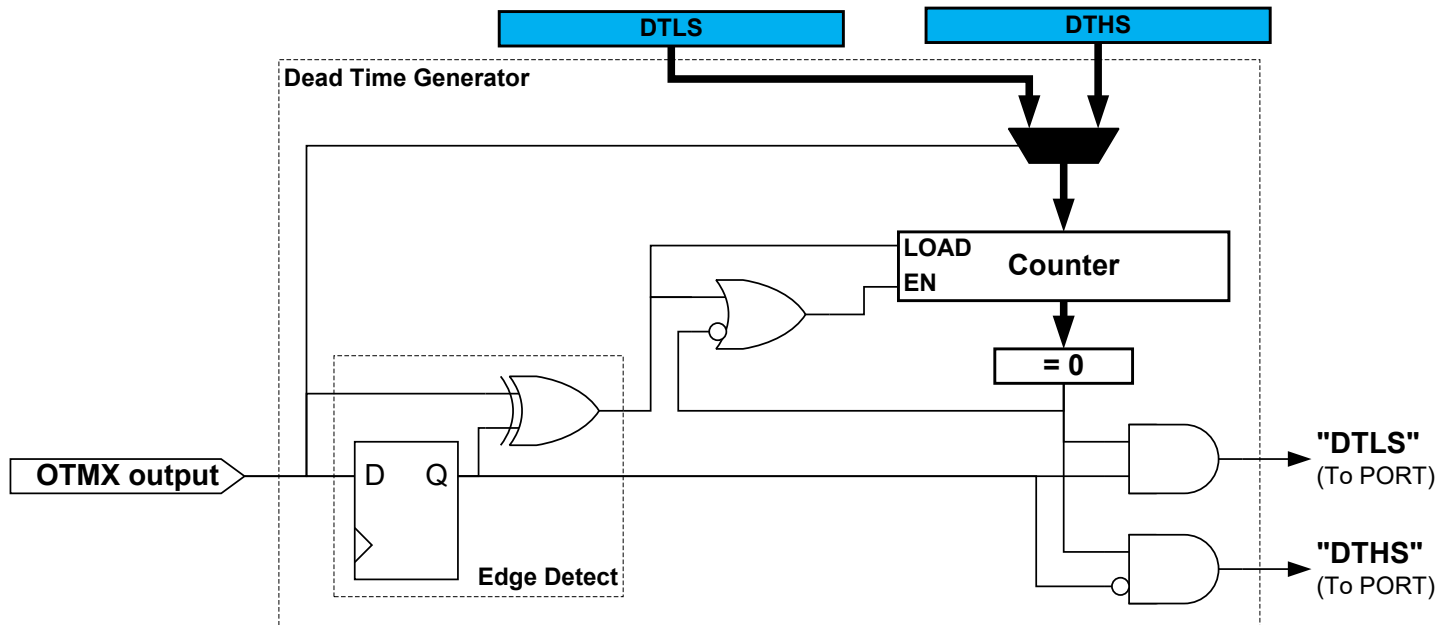 DTLS
DTHS
Dead Time Generator
LOAD
EN
Counter
= 0
OTMX output
D
Q
Edge Detect
"DTLS"
(To PORT)
"DTHS"
(To PORT)